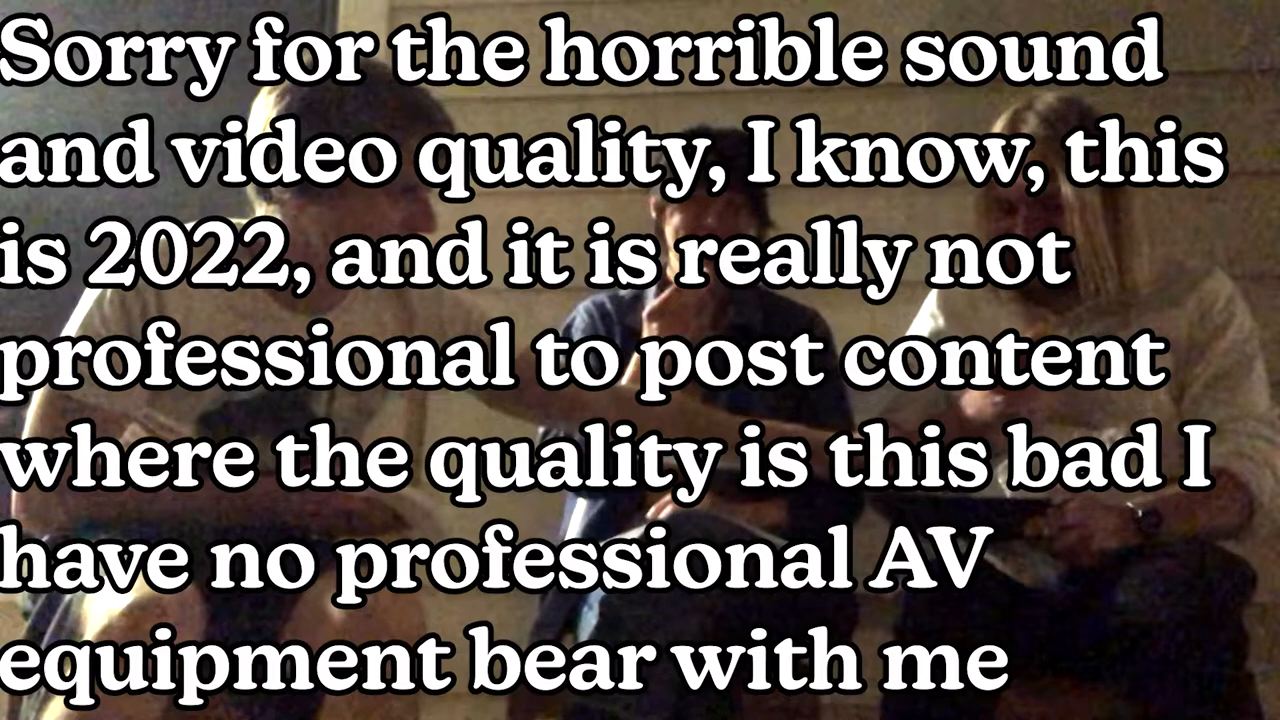 Sorry for the horrible sound
and video quality, I know, this
is 2022, and it is really not
professional to post content
where the quality is this bad I
have no professional AV
equipment bear with me